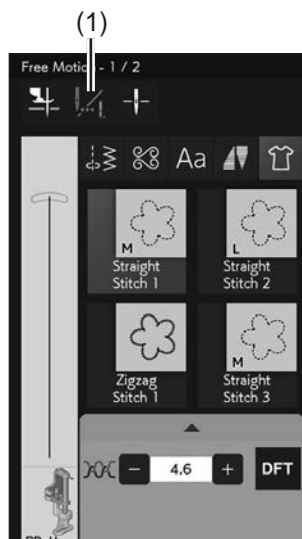 (1)
Free Motion - 1 / 2
Aa
M
Straight
Stitch 1
L
Straight
Stitch 2
Zigzag
Stitch 1
M
Straight
Stitch 3
4.6
DFT